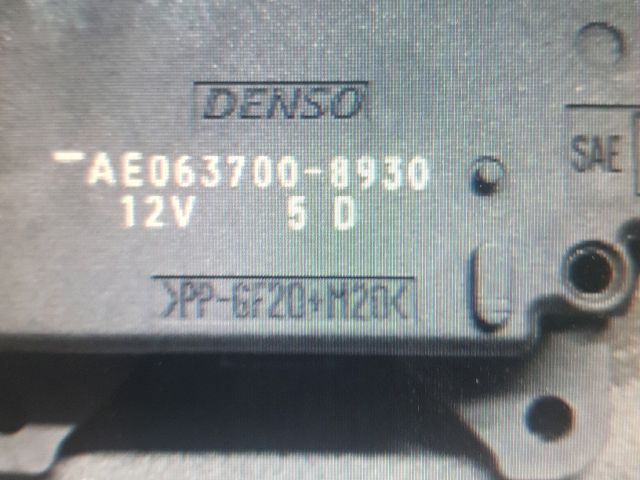 DENSO
AE063700-8930
12V 5 D
SAE
>PP-GF20+M20<